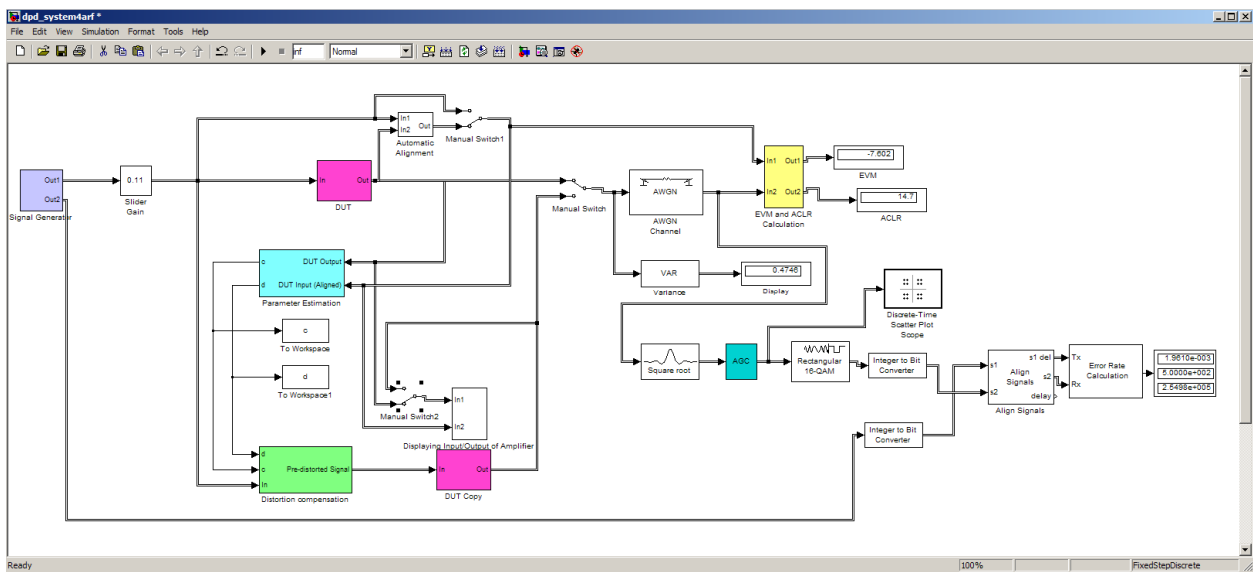 dpd_system4arf *
File Edit View Simulation Format Tools Help
inf Normal
In1
In2
Out
Automatic
Alignment
Manual Switch1
Out1
Out2
Signal Generator
0.11
Slider
Gain
In
Out
DUT
Manual Switch
AWGN
AWGN
Channel
In1
Out1
In2
Out2
EVM and ACLR
Calculation
-7.602
EVM
14.7
ACLR
c
DUT Output
d
DUT Input (Aligned)
Parameter Estimation
VAR
Variance
0.4746
Display
c
To Workspace
d
To Workspace1
Discrete-Time
Scatter Plot
Scope
Square root
AGC
Rectangular
16-QAM
Integer to Bit
Converter
s1
s2
Align
Signals
s1 del
s2
delay
Align Signals
Tx
Rx
Error Rate
Calculation
1.9610e-003
5.0000e+002
2.5498e+005
Manual Switch2
In1
In2
Displaying Input/Output of Amplifier
Integer to Bit
Converter
d
c
In
Pre-distorted Signal
Distortion compensation
In
Out
DUT Copy
Ready
100%
FixedStepDiscrete